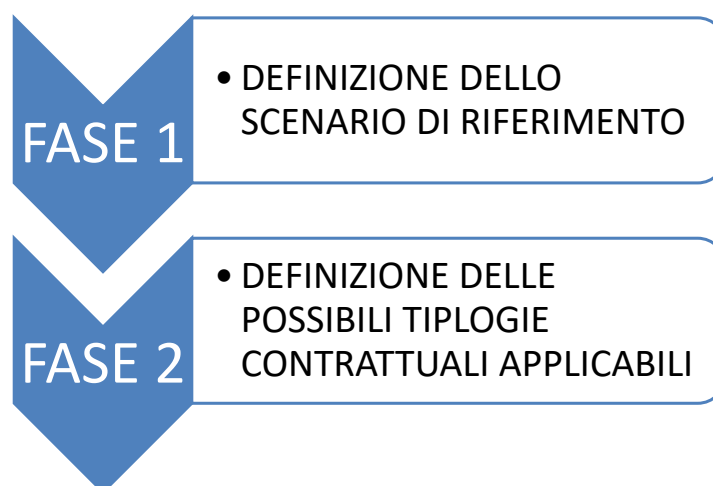 FASE 1
• DEFINIZIONE DELLO
SCENARIO DI RIFERIMENTO
FASE 2
• DEFINIZIONE DELLE
POSSIBILI TIPLOGIE
CONTRATTUALI APPLICABILI